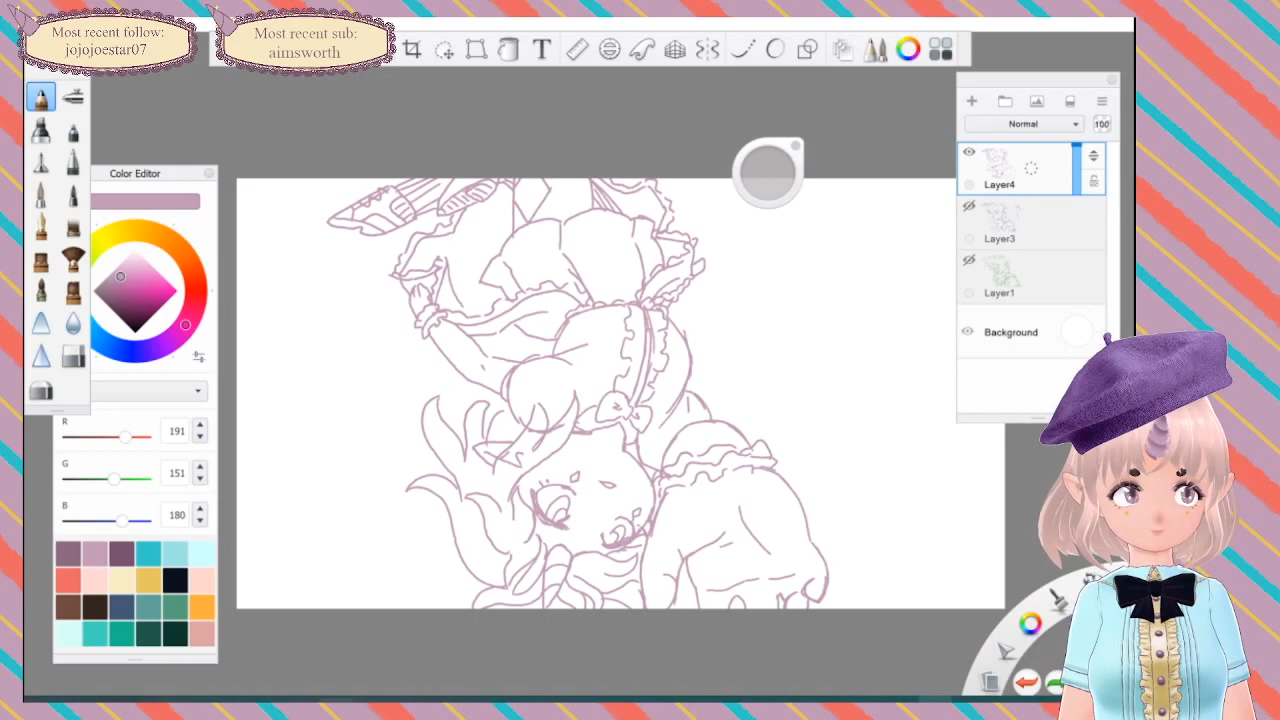 Most recent follow:
jojojoestar07
Most recent sub:
aimsworth
T
Normal
100
Layer4
Layer3
Layer1
Background
Color Editor
R
191
G
151
B
180